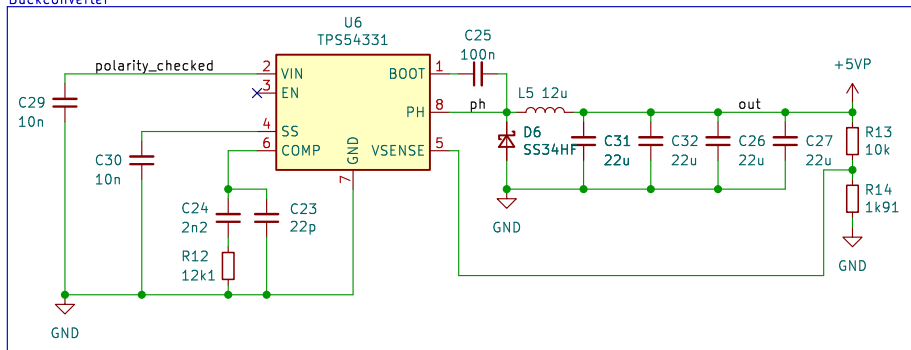 Buckconverter
U6
TPS54331
C25
100n
polarity_checked
2
VIN
BOOT
1
+5VP
3
EN
C29
10n
L5 12u
PH
8
ph
out
4
SS
D6
SS34HF
C31
22u
C32
22u
C26
22u
C27
22u
R13
10k
C30
10n
6
COMP
GND
7
VSENSE
5
R14
1k91
C24
2n2
C23
22p
GND
R12
12k1
GND
GND